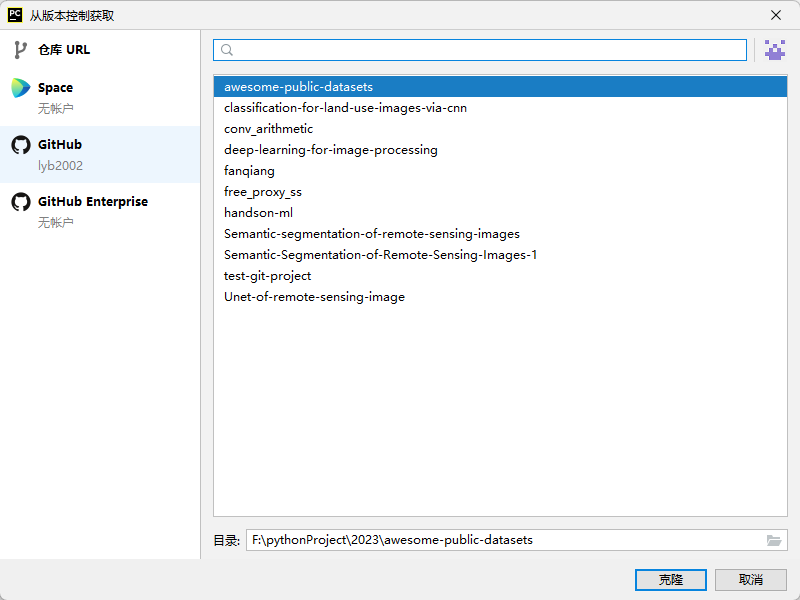 PC 从版本控制获取
仓库 URL
Space
无帐户
GitHub
lyb2002
GitHub Enterprise
无帐户
awesome-public-datasets
classification-for-land-use-images-via-cnn
conv_arithmetic
deep-learning-for-image-processing
fanqiang
free_proxy_ss
handson-ml
Semantic-segmentation-of-remote-sensing-images
Semantic-Segmentation-of-Remote-Sensing-Images-1
test-git-project
Unet-of-remote-sensing-image
目录: F:\pythonProject\2023\awesome-public-datasets
克隆 取消